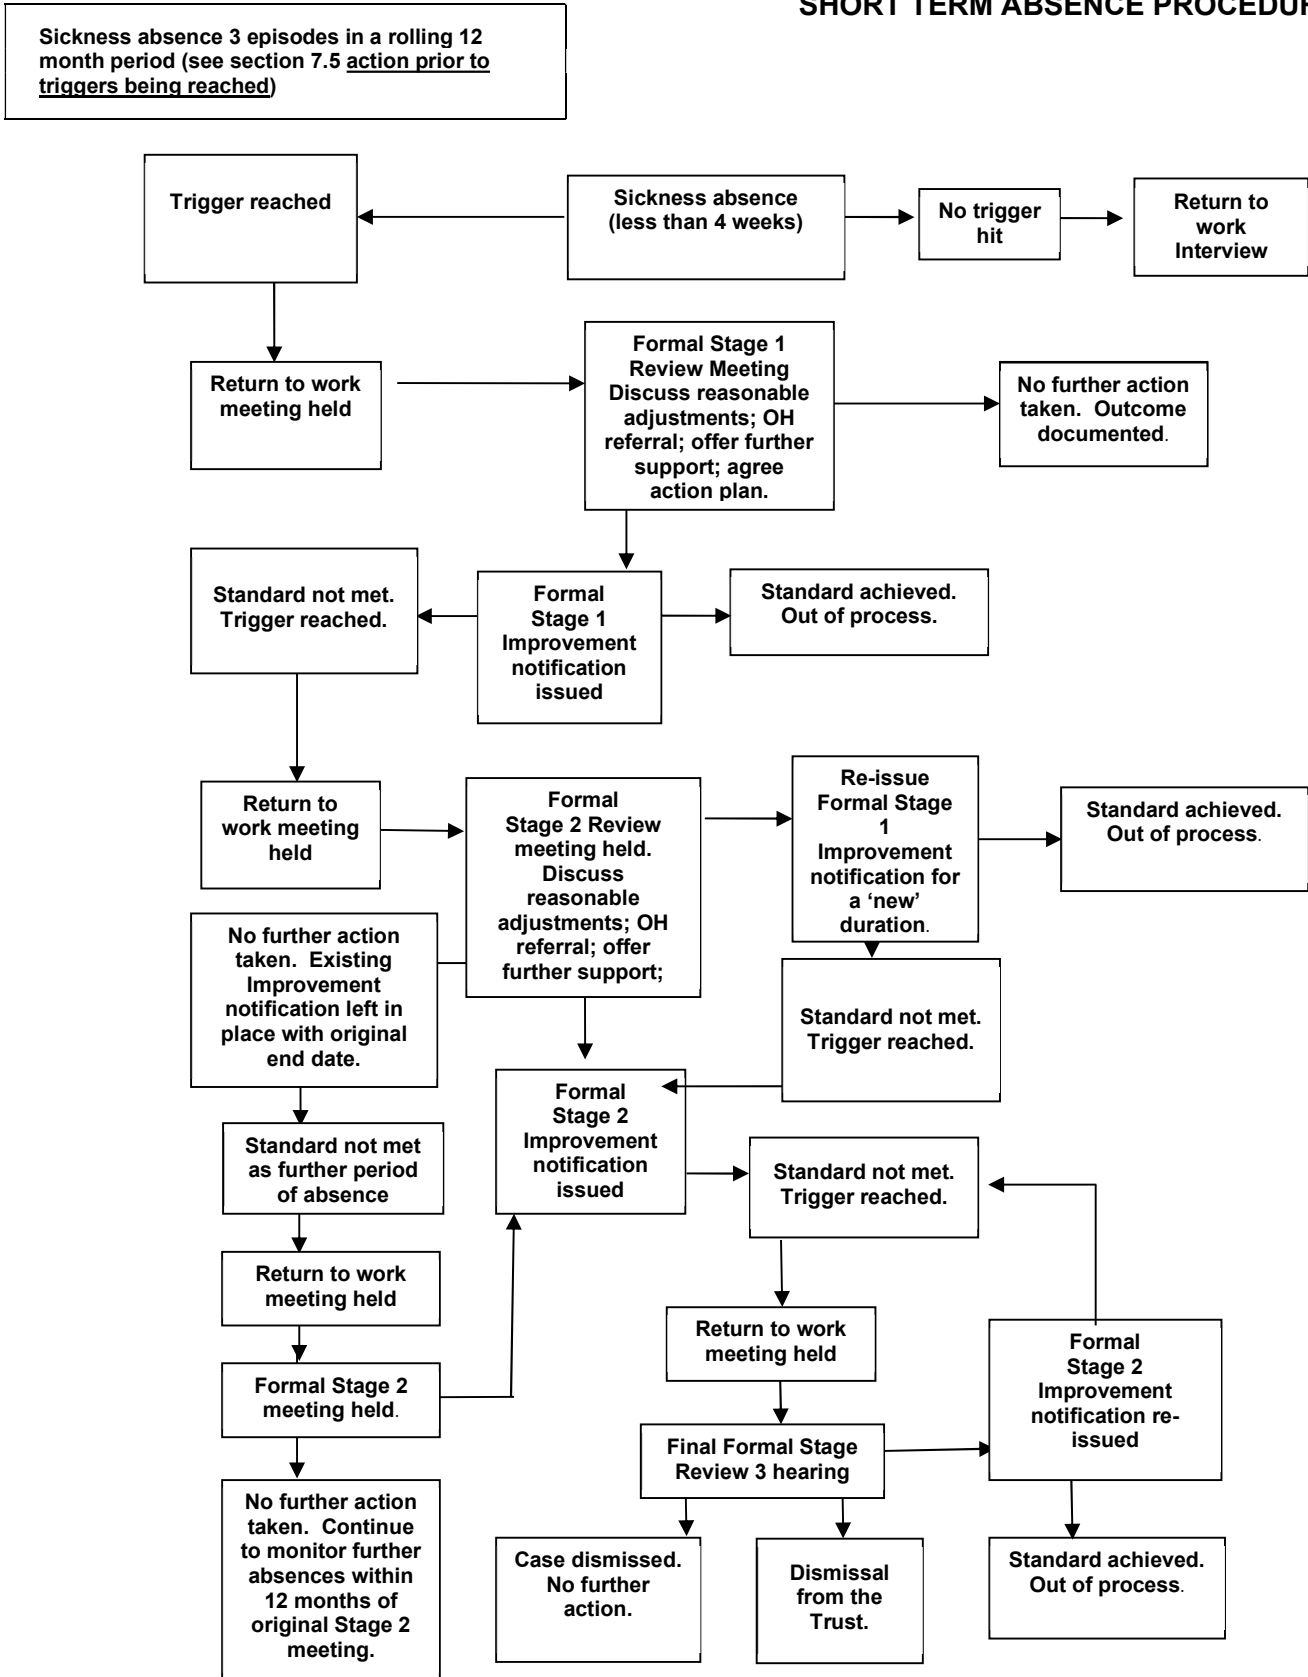 SHORT TERM ABSENCE
Sickness absence 3 episodes in a rolling 12
month period (see section 7.5 action prior to
triggers being reached)
Trigger reached
Sickness absence
(less than 4 weeks)
No trigger
hit
Return to
work
Interview
Return to work
meeting held
Formal Stage 1
Review Meeting
Discuss reasonable
adjustments; OH
referral; offer further
support; agree
action plan.
No further action
taken. Outcome
documented.
Standard not met.
Trigger reached.
Formal
Stage 1
Improvement
notification
issued
Standard achieved.
Out of process.
Return to
work meeting
held
Formal
Stage 2 Review
meeting held.
Discuss
reasonable
adjustments; OH
referral; offer
further support;
Re-issue
Formal Stage
1
Improvement
notification for
a ‘new’
duration.
Standard achieved.
Out of process.
No further action
taken. Existing
Improvement
notification left in
place with original
end date.
Standard not met.
Trigger reached.
Formal
Stage 2
Improvement
notification
issued
Standard not met
as further period
of absence
Standard not met.
Trigger reached.
Return to work
meeting held
Return to work
meeting held
Formal
Stage 2
Improvement
notification re-
issued
Formal Stage 2
meeting held.
Final Formal Stage
Review 3 hearing
No further action
taken. Continue
to monitor further
absences within
12 months of
original Stage 2
meeting.
Case dismissed.
No further
action.
Dismissal
from the
Trust.
Standard achieved.
Out of process.